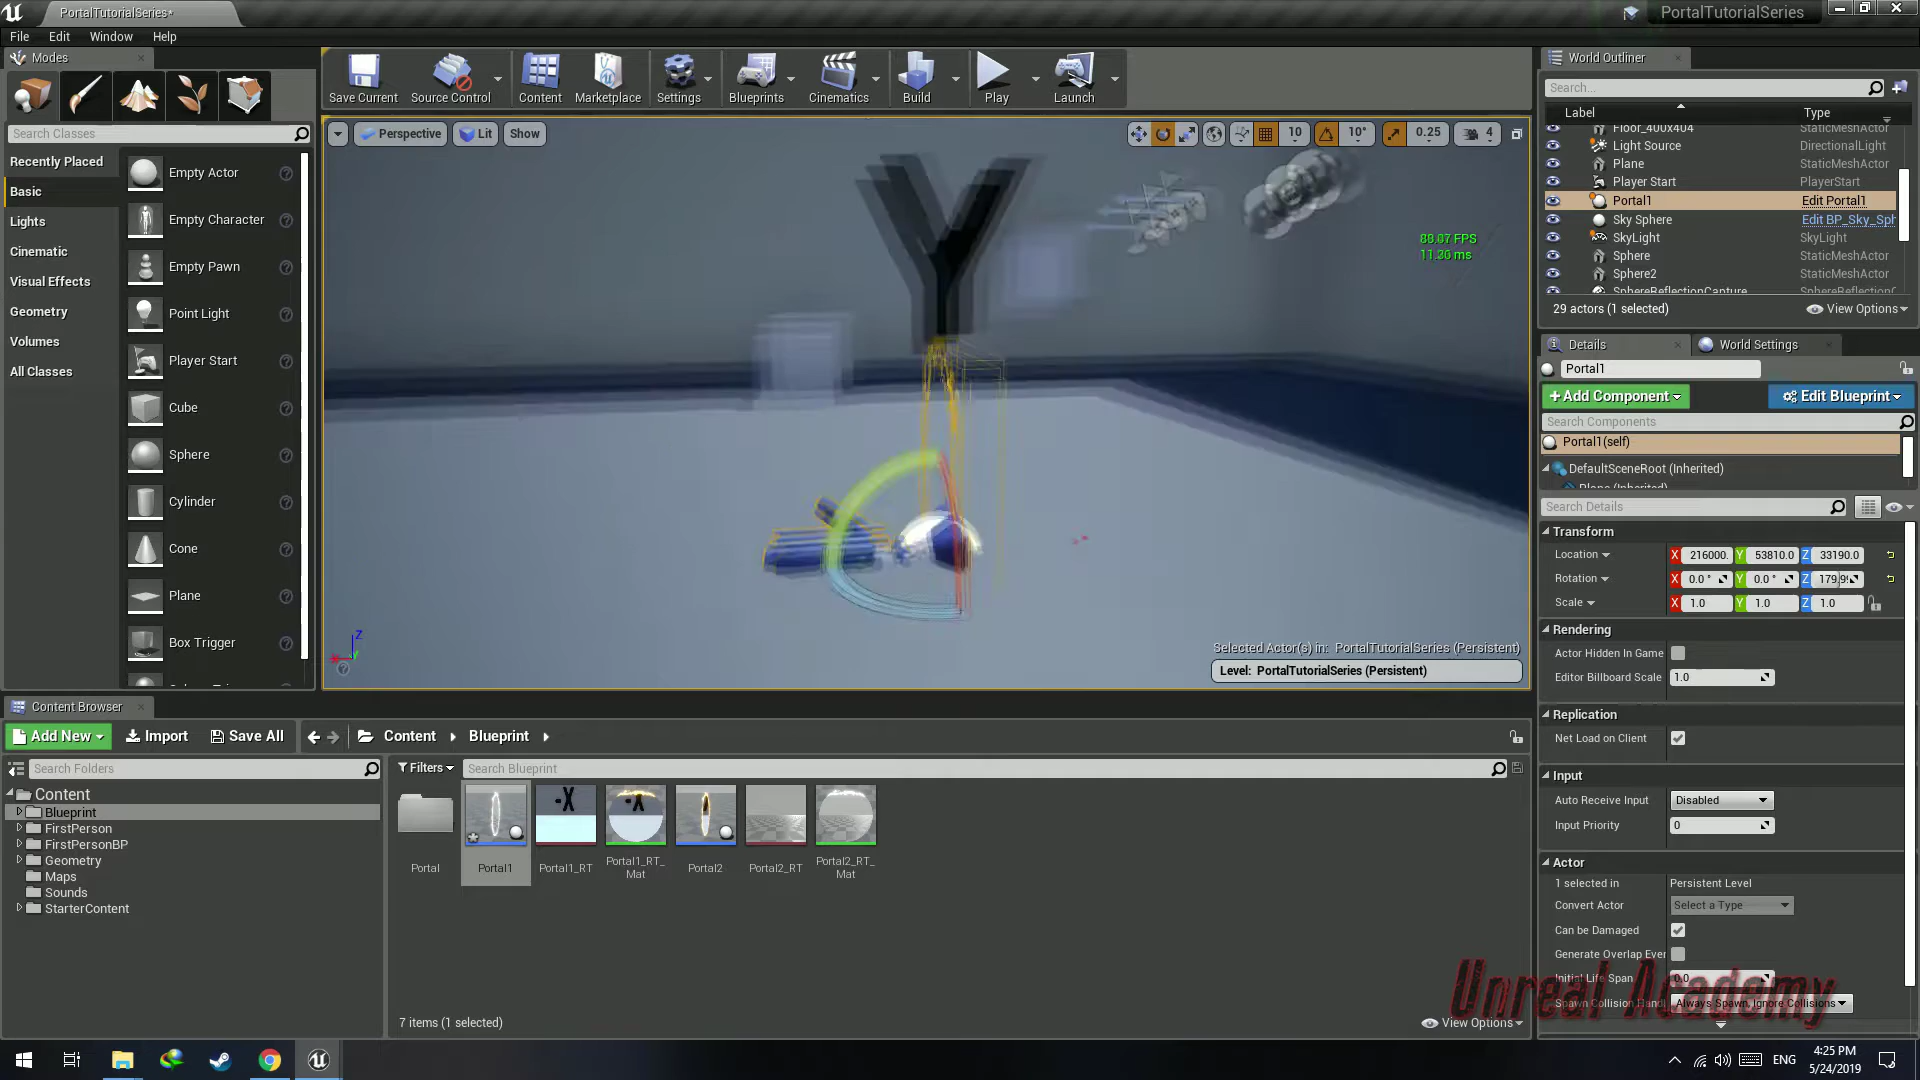 PortalTutorialSeries*
PortalTutorialSeries
File Edit Window Help
Modes
Save Current Source Control Content Marketplace Settings Blueprints Cinematics Build Play Launch
Search Classes
Recently Placed
Basic
Lights
Cinematic
Visual Effects
Geometry
Volumes
All Classes
Empty Actor
Empty Character
Empty Pawn
Point Light
Player Start
Cube
Sphere
Cylinder
Cone
Plane
Box Trigger
Perspective Lit Show
10 10° 0.25 4
Y
88.07 FPS
Z
Selected Actor(s) in: PortalTutorialSeries (Persistent)
Level: PortalTutorialSeries (Persistent)
World Outliner
Search...
Label Type
Floor_400x404 StaticMeshActor
Light Source DirectionalLight
Plane StaticMeshActor
Player Start PlayerStart
Portal1 Edit Portal1
Sky Sphere Edit BP_Sky_Sph
SkyLight SkyLight
Sphere StaticMeshActor
Sphere2 StaticMeshActor
SphereReflectionCapture SphereReflectionC
29 actors (1 selected) View Options
Details World Settings
Portal1
+Add Component Edit Blueprint
Search Components
Portal1(self)
DefaultSceneRoot (Inherited)
Plane (Inherited)
Search Details
Transform
Location X 216000. Y 53810.0 Z 33190.0
Rotation X 0.0 ° Y 0.0 ° Z 179.9
Scale X 1.0 Y 1.0 Z 1.0
Rendering
Actor Hidden In Game
Editor Billboard Scale 1.0
Replication
Net Load on Client
Input
Auto Receive Input Disabled
Input Priority 0
Actor
1 selected in Persistent Level
Convert Actor Select a Type
Can be Damaged
Generate Overlap Ever
Initial Life Span 0.0
Spawn Collision Handl Always Spawn, Ignore Collisions
Unreal Academy
Content Browser
Add New Import Save All Content Blueprint
Search Folders
Filters Search Blueprint
Content
Blueprint
FirstPerson
FirstPersonBP
Geometry
Maps
Sounds
StarterContent
-X -X
Portal Portal1 Portal1_RT Portal1_RT_ Mat Portal2 Portal2_RT Portal2_RT_ Mat
7 items (1 selected) View Options
ENG
4:25 PM
5/24/2019